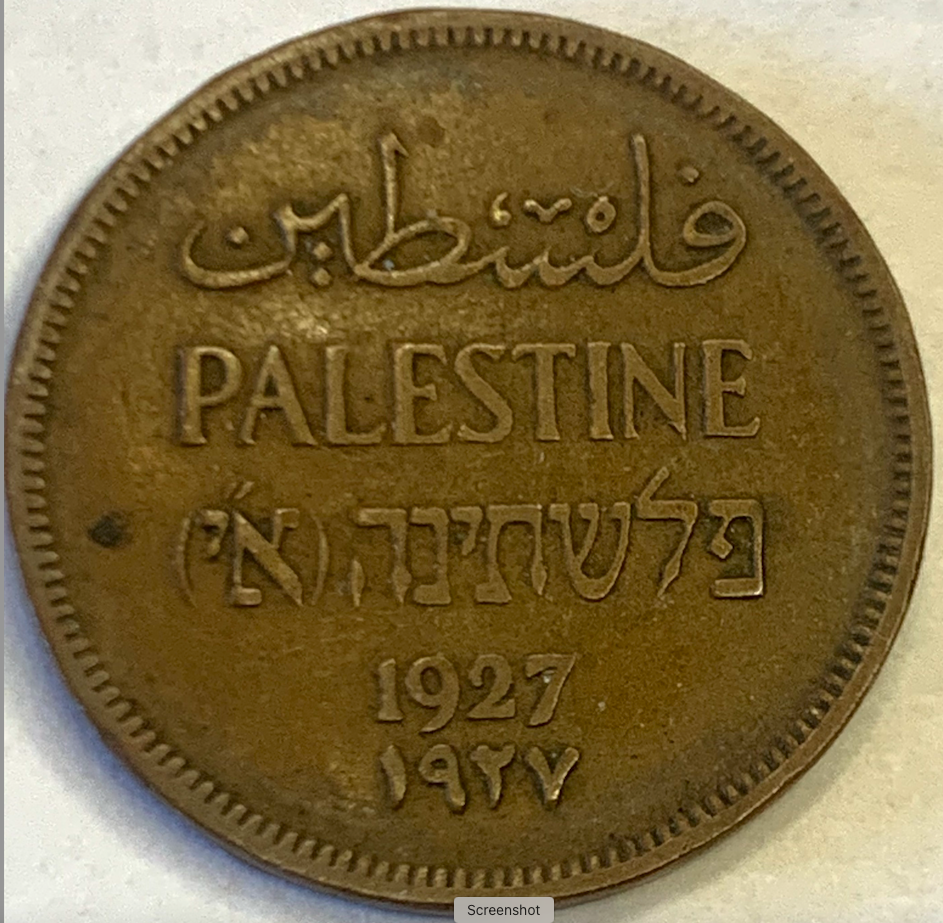 فلسطين
PALESTINE
פלשתינה (א״י)
1927
١٩٢٧
Screenshot